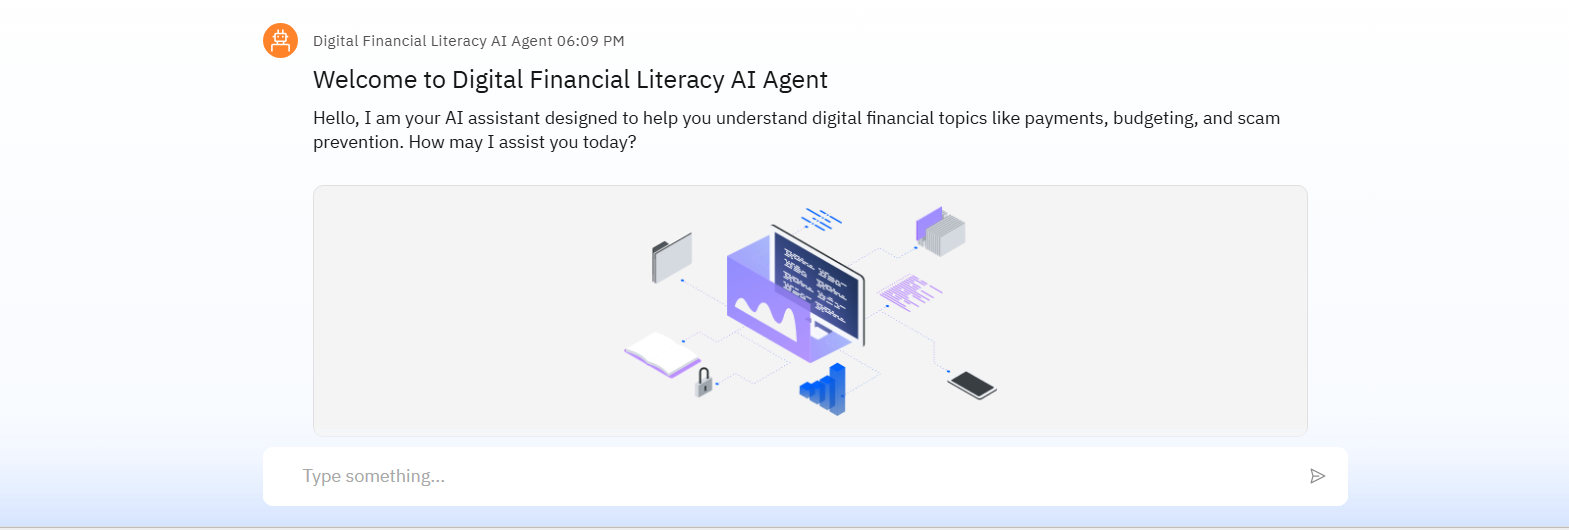 Digital Financial Literacy AI Agent 06:09 PM
Welcome to Digital Financial Literacy AI Agent
Hello, I am your AI assistant designed to help you understand digital financial topics like payments, budgeting, and scam
prevention. How may I assist you today?
Type something...